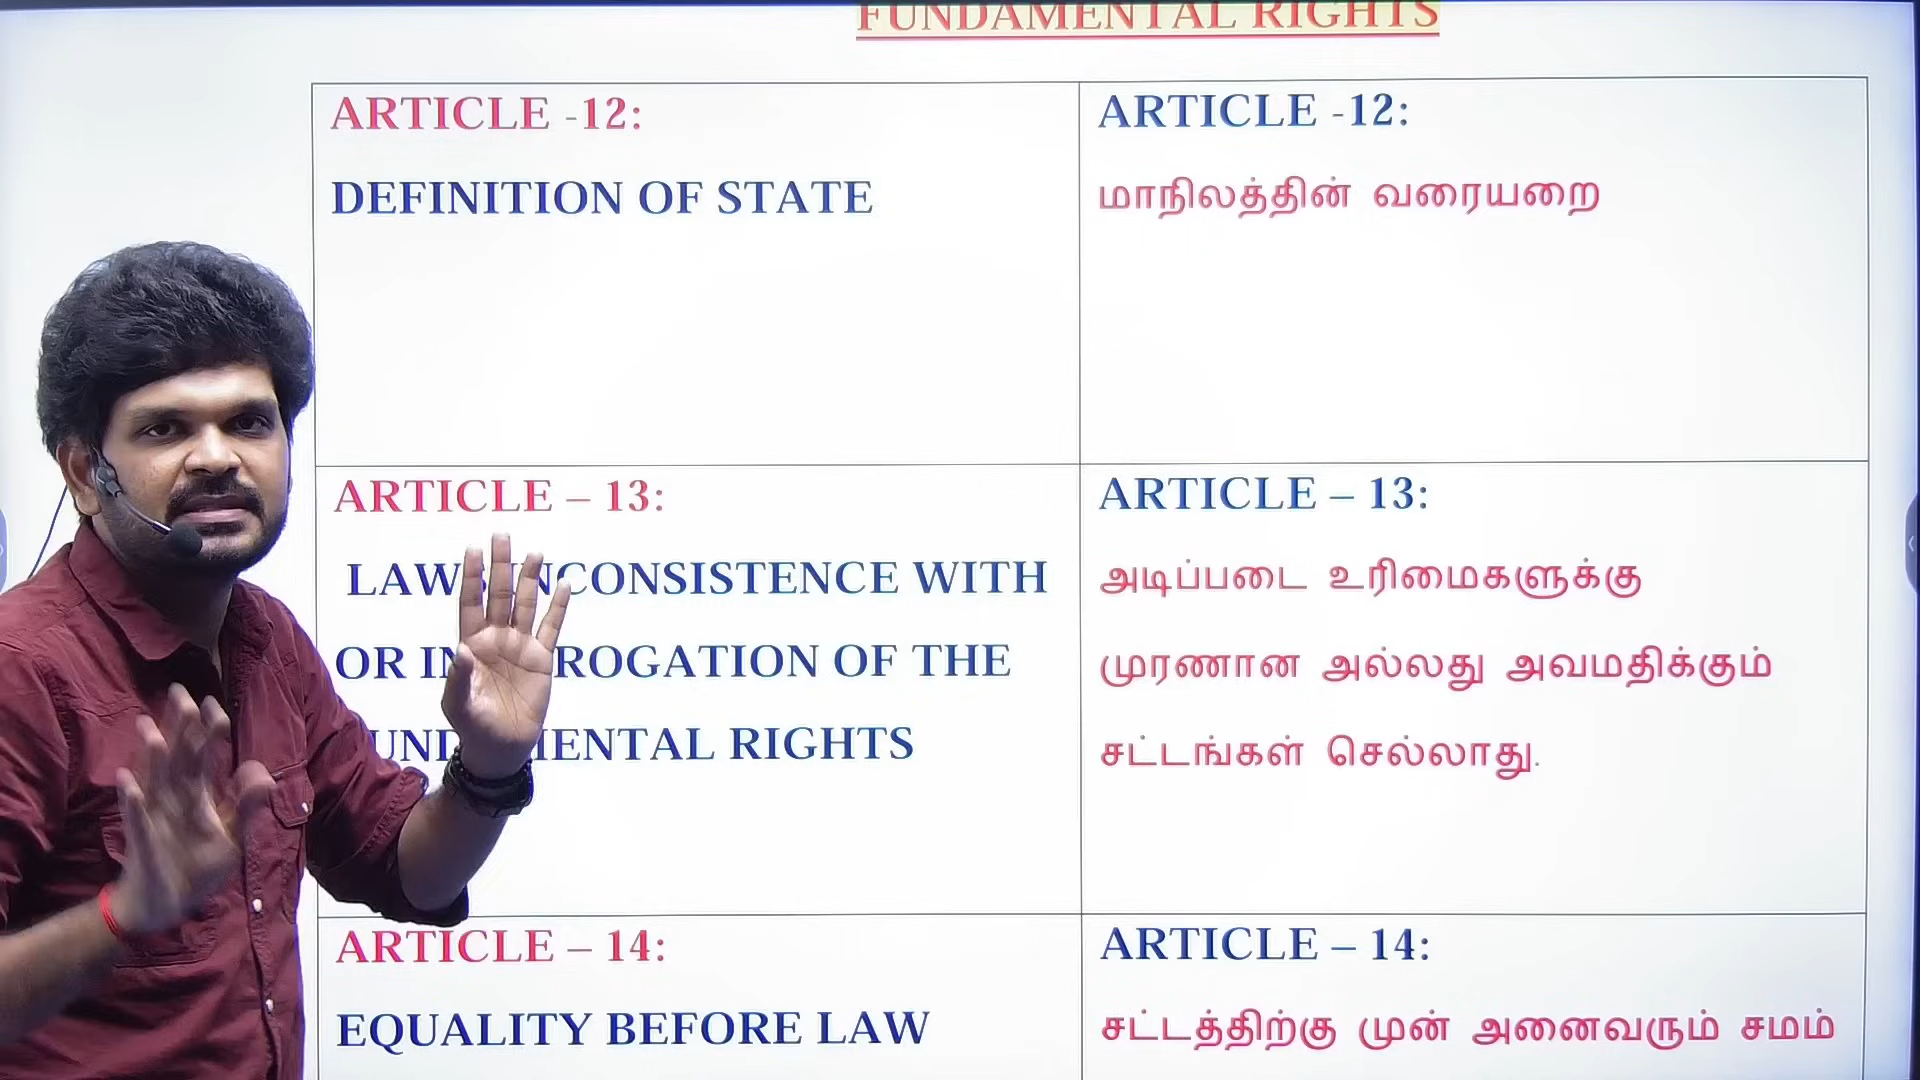 FUNDAMENTAL RIGHTS
ARTICLE -12:
DEFINITION OF STATE
ARTICLE -12:
மாநிலத்தின் வரையறை
ARTICLE – 13:
LAWS INCONSISTENCE WITH
OR IN ROGATION OF THE
RIGHTS
ARTICLE – 13:
அடிப்படை உரிமைகளுக்கு
முரணான அல்லது அவமதிக்கும்
சட்டங்கள் செல்லாது.
ARTICLE – 14:
EQUALITY BEFORE LAW
ARTICLE – 14:
சட்டத்திற்கு முன் அனைவரும் சமம்